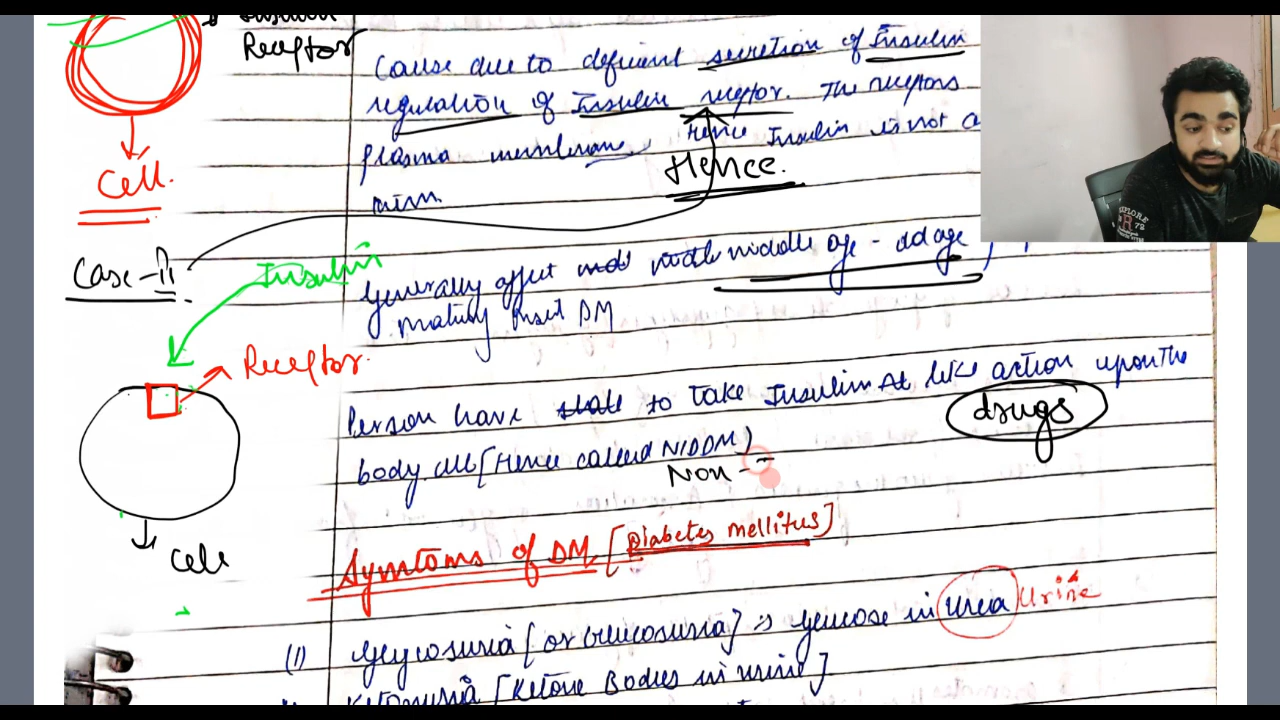 Receptor
Cause due to deficient secretion of Insulin
regulation of Insulin receptor. The receptors
plasma membrane, Hence Insulin is not a
Hence.
Cell.
Case-II.
Insulin
Generally affect middle age - old age
maturity onset DM
Receptor.
Person have to take Insulin like action upon the
drugs
body cell [Hence called NIDDM]
Non -
Cell
Symtoms of DM [Diabetes mellitus]
(1) Glycosuria [or Glucosuria] is glucose in Urea Urine
Ketonuria [Ketone Bodies in urine]
EXPLORE
R
72